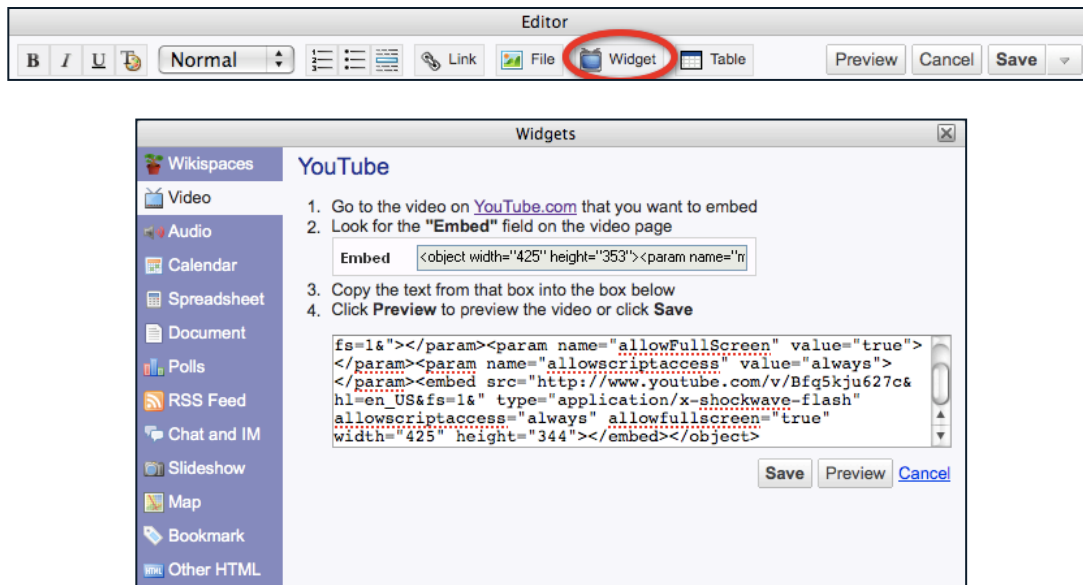 Editor
B I U T Normal Link File Widget Table Preview Cancel Save
Widgets
Wikispaces
Video
Audio
Calendar
Spreadsheet
Document
Polls
RSS Feed
Chat and IM
Slideshow
Map
Bookmark
HTML Other HTML
YouTube
1. Go to the video on YouTube.com that you want to embed
2. Look for the "Embed" field on the video page
Embed <object width="425" height="353"><param name="m
3. Copy the text from that box into the box below
4. Click Preview to preview the video or click Save
fs=1&"></param><param name="allowFullScreen" value="true">
</param><param name="allowscriptaccess" value="always">
</param><embed src="http://www.youtube.com/v/Bfq5kju627c&
hl=en_US&fs=1&" type="application/x-shockwave-flash"
allowscriptaccess="always" allowfullscreen="true"
width="425" height="344"></embed></object>
Save Preview Cancel